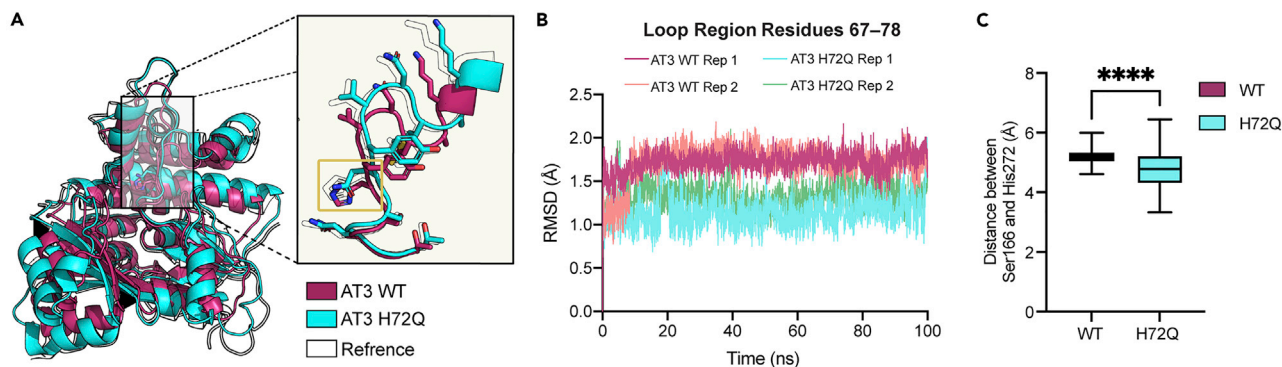 A
AT3 WT
AT3 H72Q
Refrence
B
Loop Region Residues 67–78
AT3 WT Rep 1
AT3 H72Q Rep 1
AT3 WT Rep 2
AT3 H72Q Rep 2
RMSD (Å)
2.5
2.0
1.5
1.0
0.5
0.0
0
20
40
60
80
100
Time (ns)
C
****
WT
H72Q
Distance between
Ser166 and His272 (Å)
8
6
4
2
0
WT
H72Q